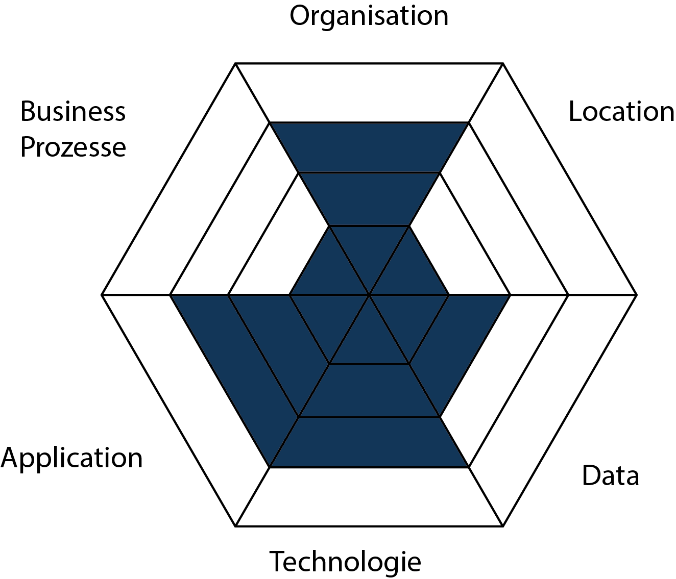 Organisation
Business
Prozesse
Location
Application
Data
Technologie